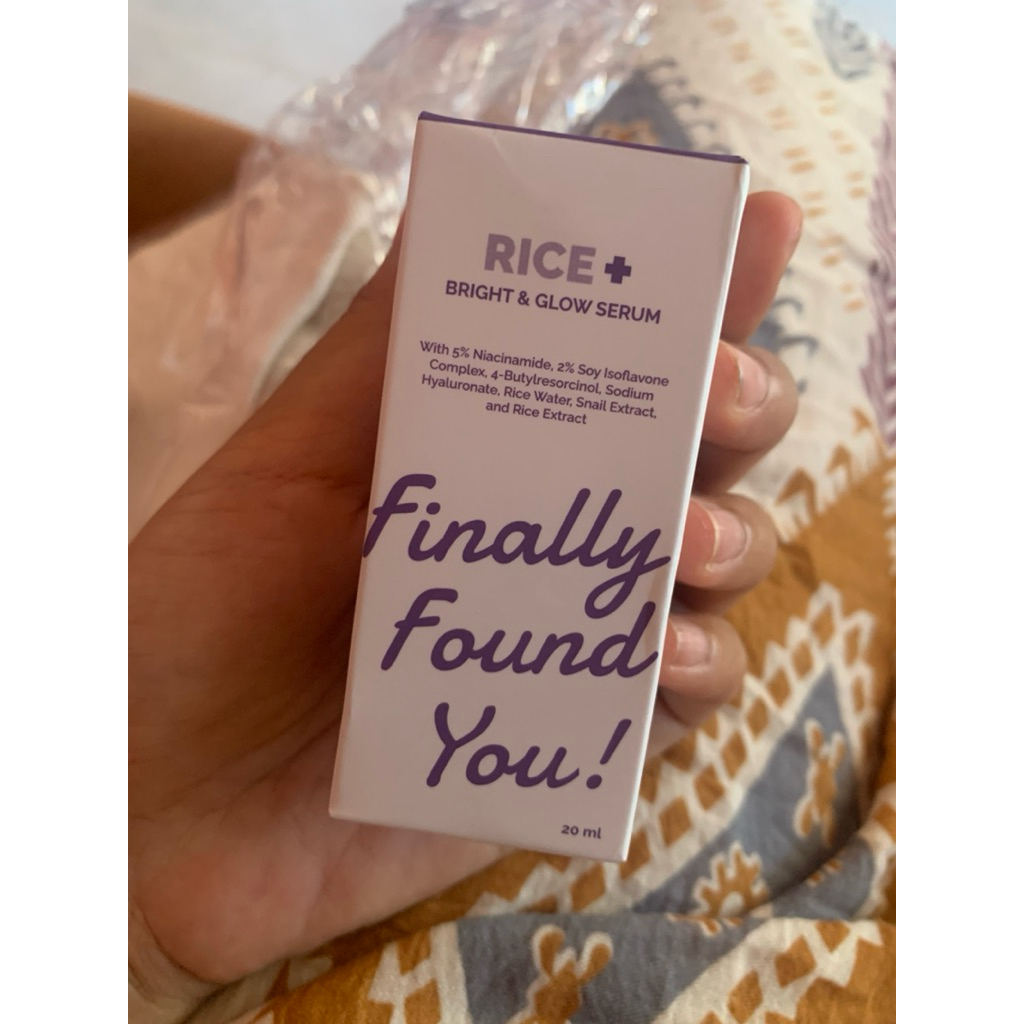 RICE +
BRIGHT & GLOW SERUM
With 5% Niacinamide, 2% Soy Isoflavone
Complex, 4-Butylresorcinol, Sodium
Hyaluronate, Rice Water, Snail Extract,
and Rice Extract
Finally
Found
You!
20 ml